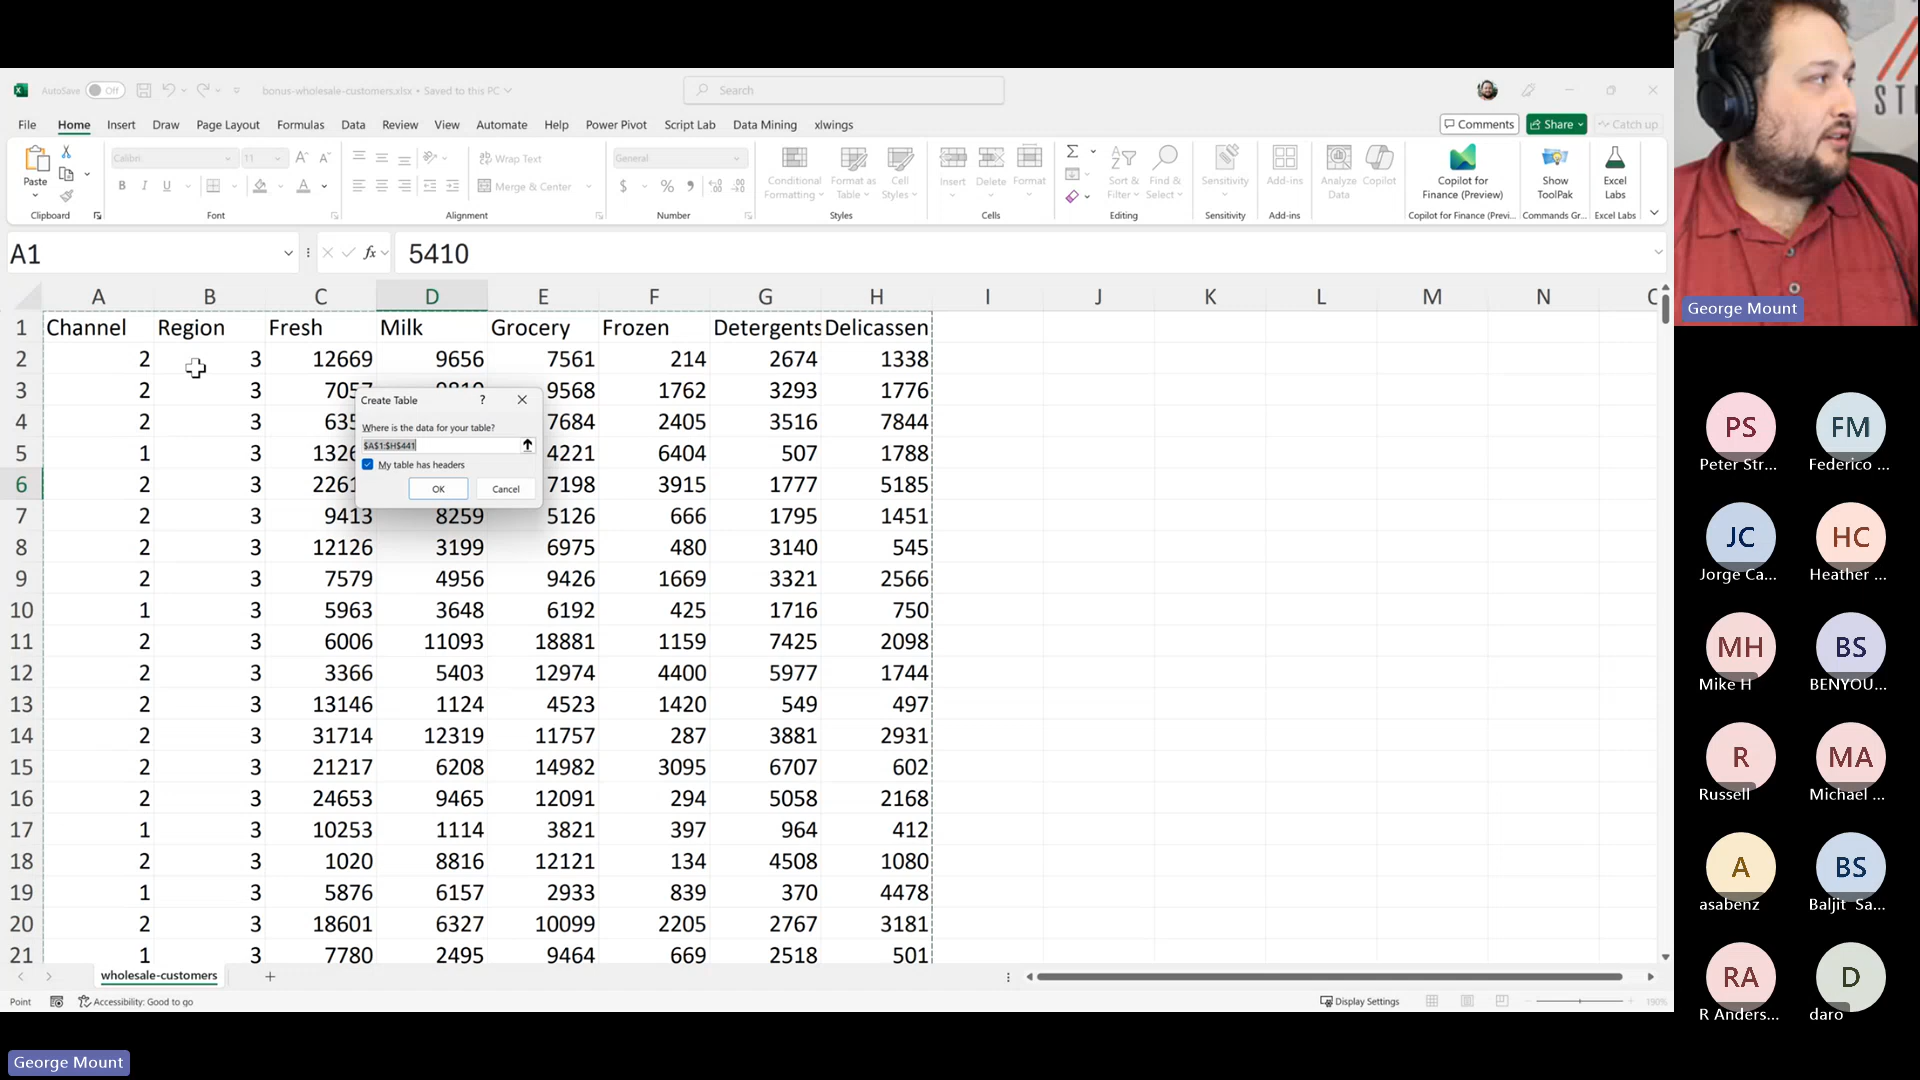 AutoSave Off bonus-wholesale-customers.xlsx • Saved to this PC Search
File Home Insert Draw Page Layout Formulas Data Review View Automate Help Power Pivot Script Lab Data Mining xlwings Comments Share Catch up
Paste Calibri 11 Wrap Text General Conditional Formatting Format as Table Cell Styles Insert Delete Format Sort & Filter Find & Select Sensitivity Add-ins Analyze Data Copilot Copilot for Finance (Preview) Show ToolPak Excel Labs
B I U Merge & Center $ %
Clipboard Font Alignment Number Styles Cells Editing Sensitivity Add-ins Copilot for Finance (Previ... Commands Gr... Excel Labs
A1 fx 5410
A B C D E F G H I J K L M N
1 Channel Region Fresh Milk Grocery Frozen Detergents Delicassen
2 2 3 12669 9656 7561 214 2674 1338
3 2 3 9568 1762 3293 1776
4 2 3 7684 2405 3516 7844
5 1 3 4221 6404 507 1788
6 2 3 7198 3915 1777 5185
7 2 3 9413 8259 5126 666 1795 1451
8 2 3 12126 3199 6975 480 3140 545
9 2 3 7579 4956 9426 1669 3321 2566
10 1 3 5963 3648 6192 425 1716 750
11 2 3 6006 11093 18881 1159 7425 2098
12 2 3 3366 5403 12974 4400 5977 1744
13 2 3 13146 1124 4523 1420 549 497
14 2 3 31714 12319 11757 287 3881 2931
15 2 3 21217 6208 14982 3095 6707 602
16 2 3 24653 9465 12091 294 5058 2168
17 1 3 10253 1114 3821 397 964 412
18 2 3 1020 8816 12121 134 4508 1080
19 1 3 5876 6157 2933 839 370 4478
20 2 3 18601 6327 10099 2205 2767 3181
21 1 3 7780 2495 9464 669 2518 501
Create Table ?
Where is the data for your table?
$A$1:$H$441
My table has headers
OK Cancel
wholesale-customers
Point Accessibility: Good to go Display Settings 190%
George Mount
George Mount
PS FM
Peter Str... Federico ...
JC HC
Jorge Ca... Heather ...
MH BS
Mike H BENYOU...
R MA
Russell Michael ...
A BS
asabenz Baljit Sa...
RA D
R Anders... daro